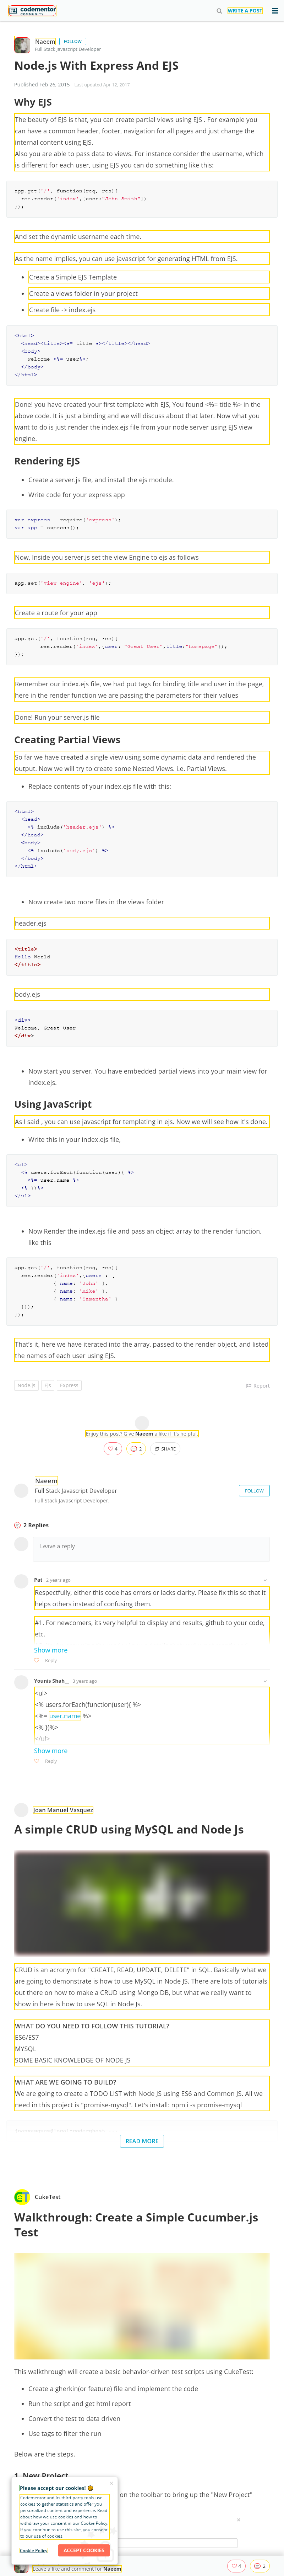 codementor
COMMUNITY
WRITE A POST
Naeem
FOLLOW
Full Stack Javascript Developer
Node.js With Express And EJS
Published Feb 26, 2015 Last updated Apr 12, 2017
Why EJS
The beauty of EJS is that, you can create partial views using EJS . For example you
can have a common header, footer, navigation for all pages and just change the
internal content using EJS.
Also you are able to pass data to views. For instance consider the username, which
is different for each user, using EJS you can do something like this:
app.get('/', function(req, res){
res.render('index',{user:"John Smith"})
});
And set the dynamic username each time.
As the name implies, you can use javascript for generating HTML from EJS.
Create a Simple EJS Template
Create a views folder in your project
Create file -> index.ejs
<html>
<head><title><%= title %></title></head>
<body>
welcome <%= user%>;
</body>
</html>
Done! you have created your first template with EJS, You found <%= title %> in the
above code. It is just a binding and we will discuss about that later. Now what you
want to do is just render the index.ejs file from your node server using EJS view
engine.
Rendering EJS
Create a server.js file, and install the ejs module.
Write code for your express app
var express = require('express');
var app = express();
Now, Inside you server.js set the view Engine to ejs as follows
app.set('view engine', 'ejs');
Create a route for your app
app.get('/', function(req, res){
res.render('index',{user: "Great User",title:"homepage"});
});
Remember our index.ejs file, we had put tags for binding title and user in the page,
here in the render function we are passing the parameters for their values
Done! Run your server.js file
Creating Partial Views
So far we have created a single view using some dynamic data and rendered the
output. Now we will try to create some Nested Views. i.e. Partial Views.
Replace contents of your index.ejs file with this:
<html>
<head>
<% include('header.ejs') %>
</head>
<body>
<% include('body.ejs') %>
</body>
</html>
Now create two more files in the views folder
header.ejs
<title>
Hello World
</title>
body.ejs
<div>
Welcome, Great User
</div>
Now start you server. You have embedded partial views into your main view for
index.ejs.
Using JavaScript
As I said , you can use javascript for templating in ejs. Now we will see how it's done.
Write this in your index.ejs file,
<ul>
<% users.forEach(function(user){ %>
<%= user.name %>
<% })%>
</ul>
Now Render the index.ejs file and pass an object array to the render function,
like this
app.get('/', function(req, res){
res.render('index',{users : [
{ name: 'John' },
{ name: 'Mike' },
{ name: 'Samantha' }
]});
});
That's it, here we have iterated into the array, passed to the render object, and listed
the names of each user using EJS.
Node.js Ejs Express
Report
Enjoy this post? Give Naeem a like if it's helpful.
4
2
SHARE
Naeem
Full Stack Javascript Developer
FOLLOW
Full Stack Javascript Developer.
2 Replies
Leave a reply
Pat 2 years ago
Respectfully, either this code has errors or lacks clarity. Please fix this so that it
helps others instead of confusing them.
#1. For newcomers, its very helpful to display end results, github to your code,
etc.
Show more
Reply
Younis Shah_ 3 years ago
<ul>
<% users.forEach(function(user){ %>
<%= user.name %>
<% })%>
</ul>
Show more
Reply
Joan Manuel Vasquez
A simple CRUD using MySQL and Node Js
CRUD is an acronym for "CREATE, READ, UPDATE, DELETE" in SQL. Basically what we
are going to demonstrate is how to use MySQL in Node JS. There are lots of tutorials
out there on how to make a CRUD using Mongo DB, but what we really want to
show in here is how to use SQL in Node Js.
WHAT DO YOU NEED TO FOLLOW THIS TUTORIAL?
ES6/ES7
MYSQL
SOME BASIC KNOWLEDGE OF NODE JS
WHAT ARE WE GOING TO BUILD?
We are going to create a TODO LIST with Node JS using ES6 and Common JS. All we
need in this project is "promise-mysql". Let's install: npm i -s promise-mysql
READ MORE
CukeTest
Walkthrough: Create a Simple Cucumber.js
Test
This walkthrough will create a basic behavior-driven test scripts using CukeTest:
Create a gherkin(or feature) file and implement the code
Run the script and get html report
Convert the test to data driven
Use tags to filter the run
Below are the steps.
1. New Project
on the toolbar to bring up the "New Project"
Please accept our cookies!
Codementor and its third-party tools use
cookies to gather statistics and offer you
personalized content and experience. Read
about how we use cookies and how to
withdraw your consent in our Cookie Policy.
If you continue to use this site, you consent
to our use of cookies.
Cookie Policy
ACCEPT COOKIES
Leave a like and comment for Naeem
4
2